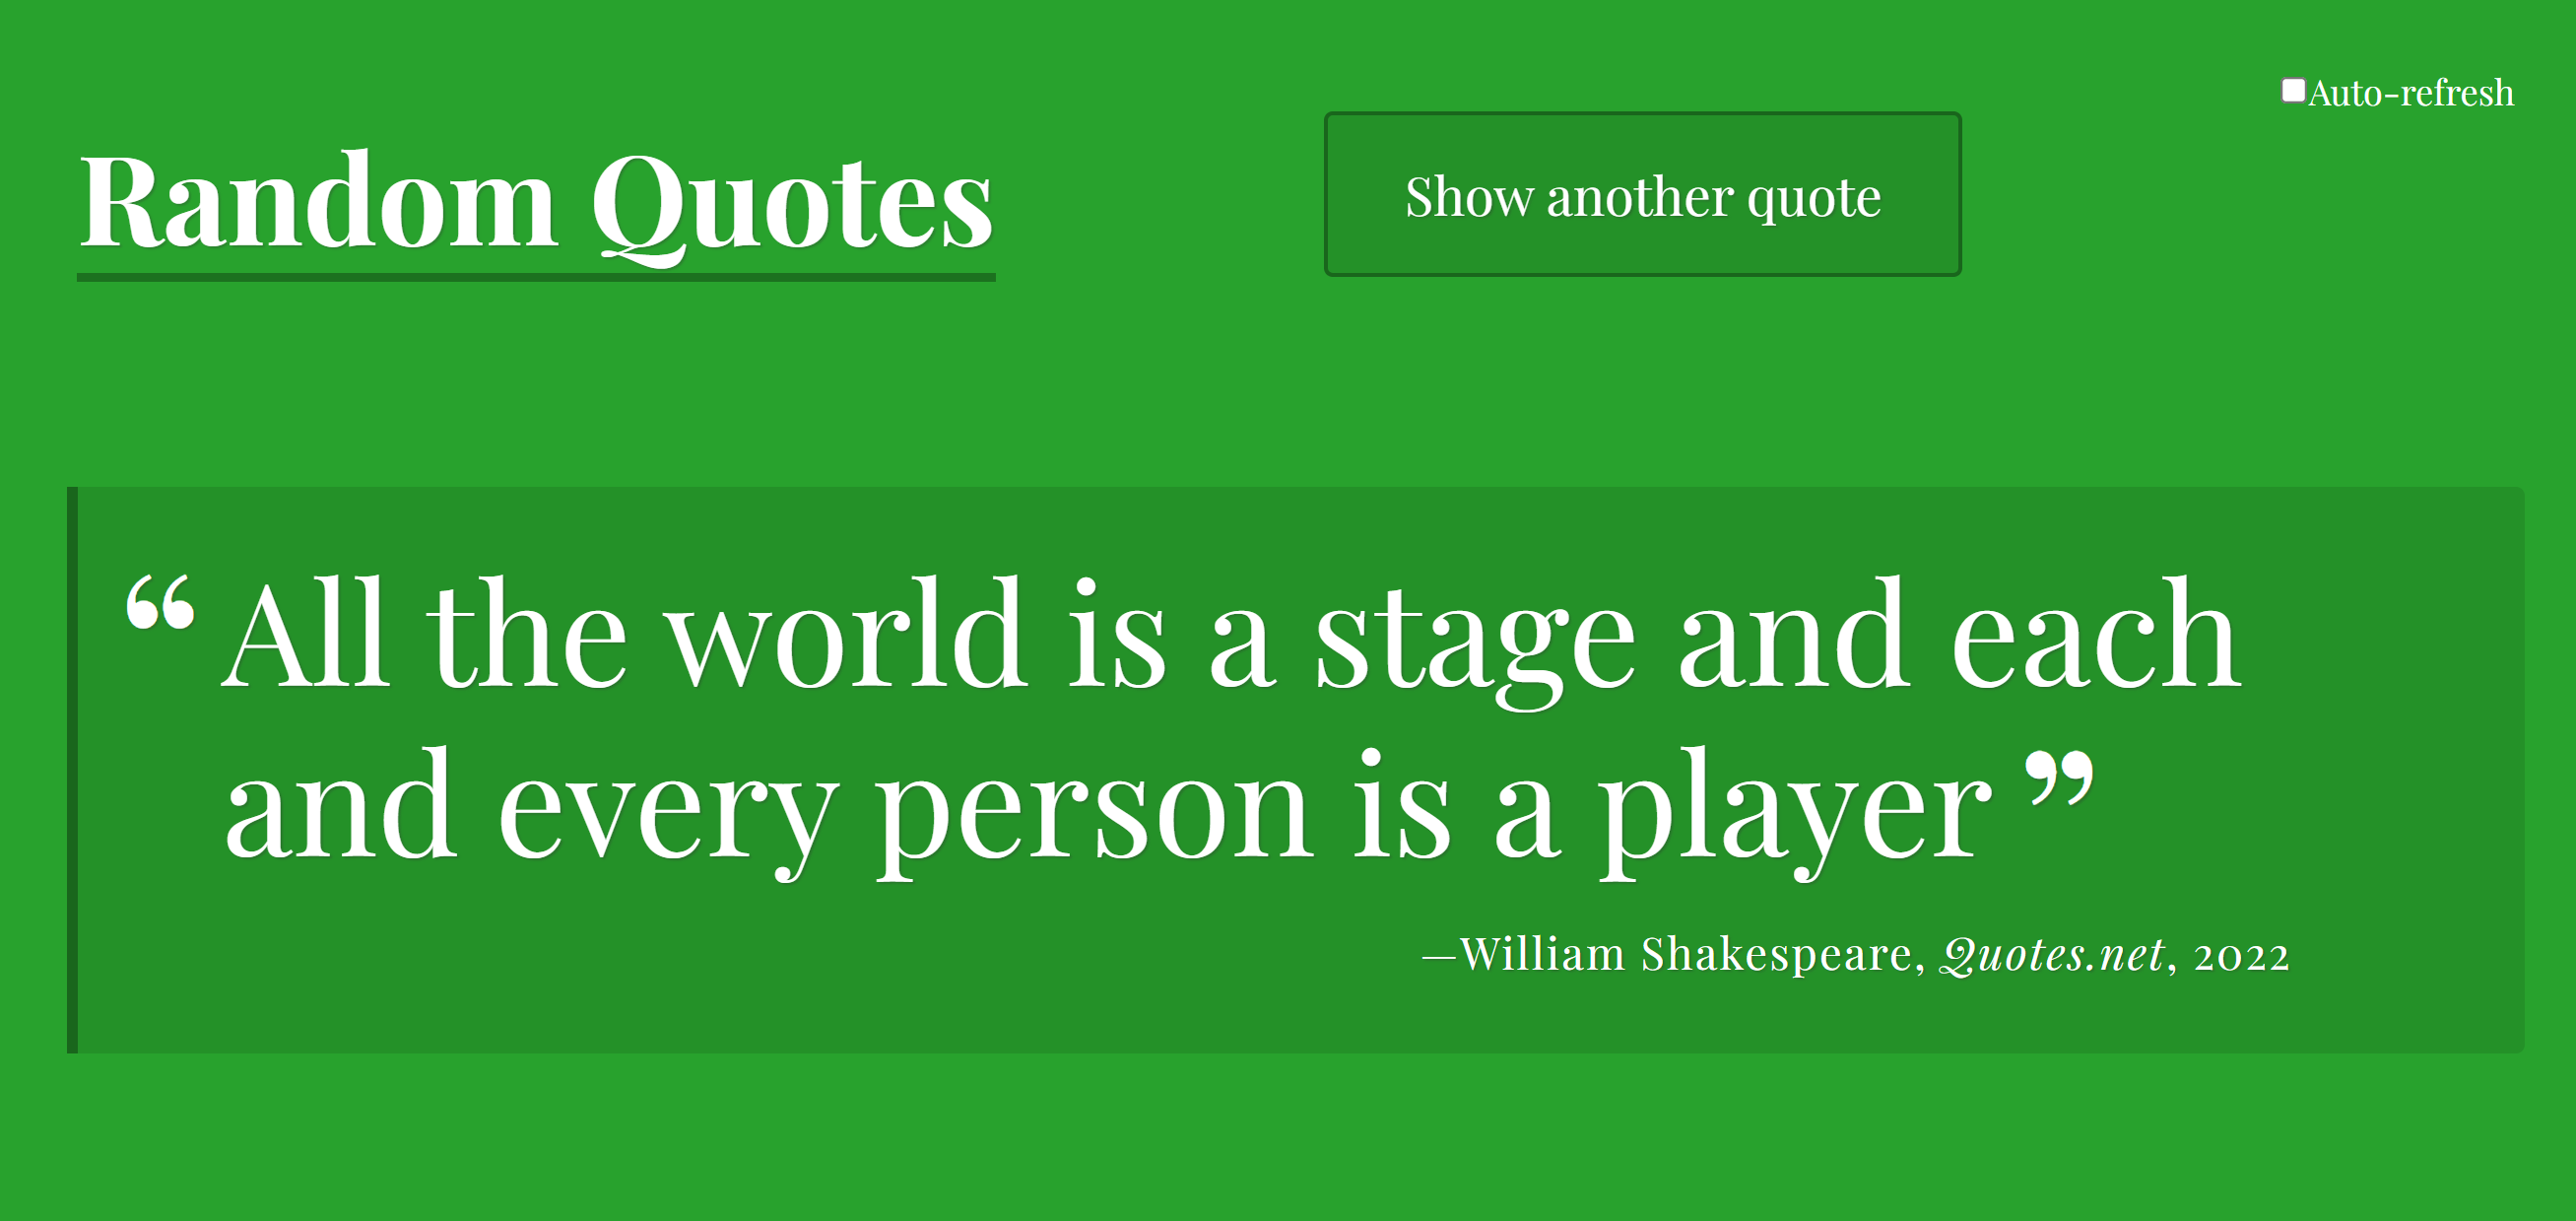 Auto-refresh
Random Quotes
Show another quote
“All the world is a stage and each
and every person is a player”
—William Shakespeare, Quotes.net, 2022